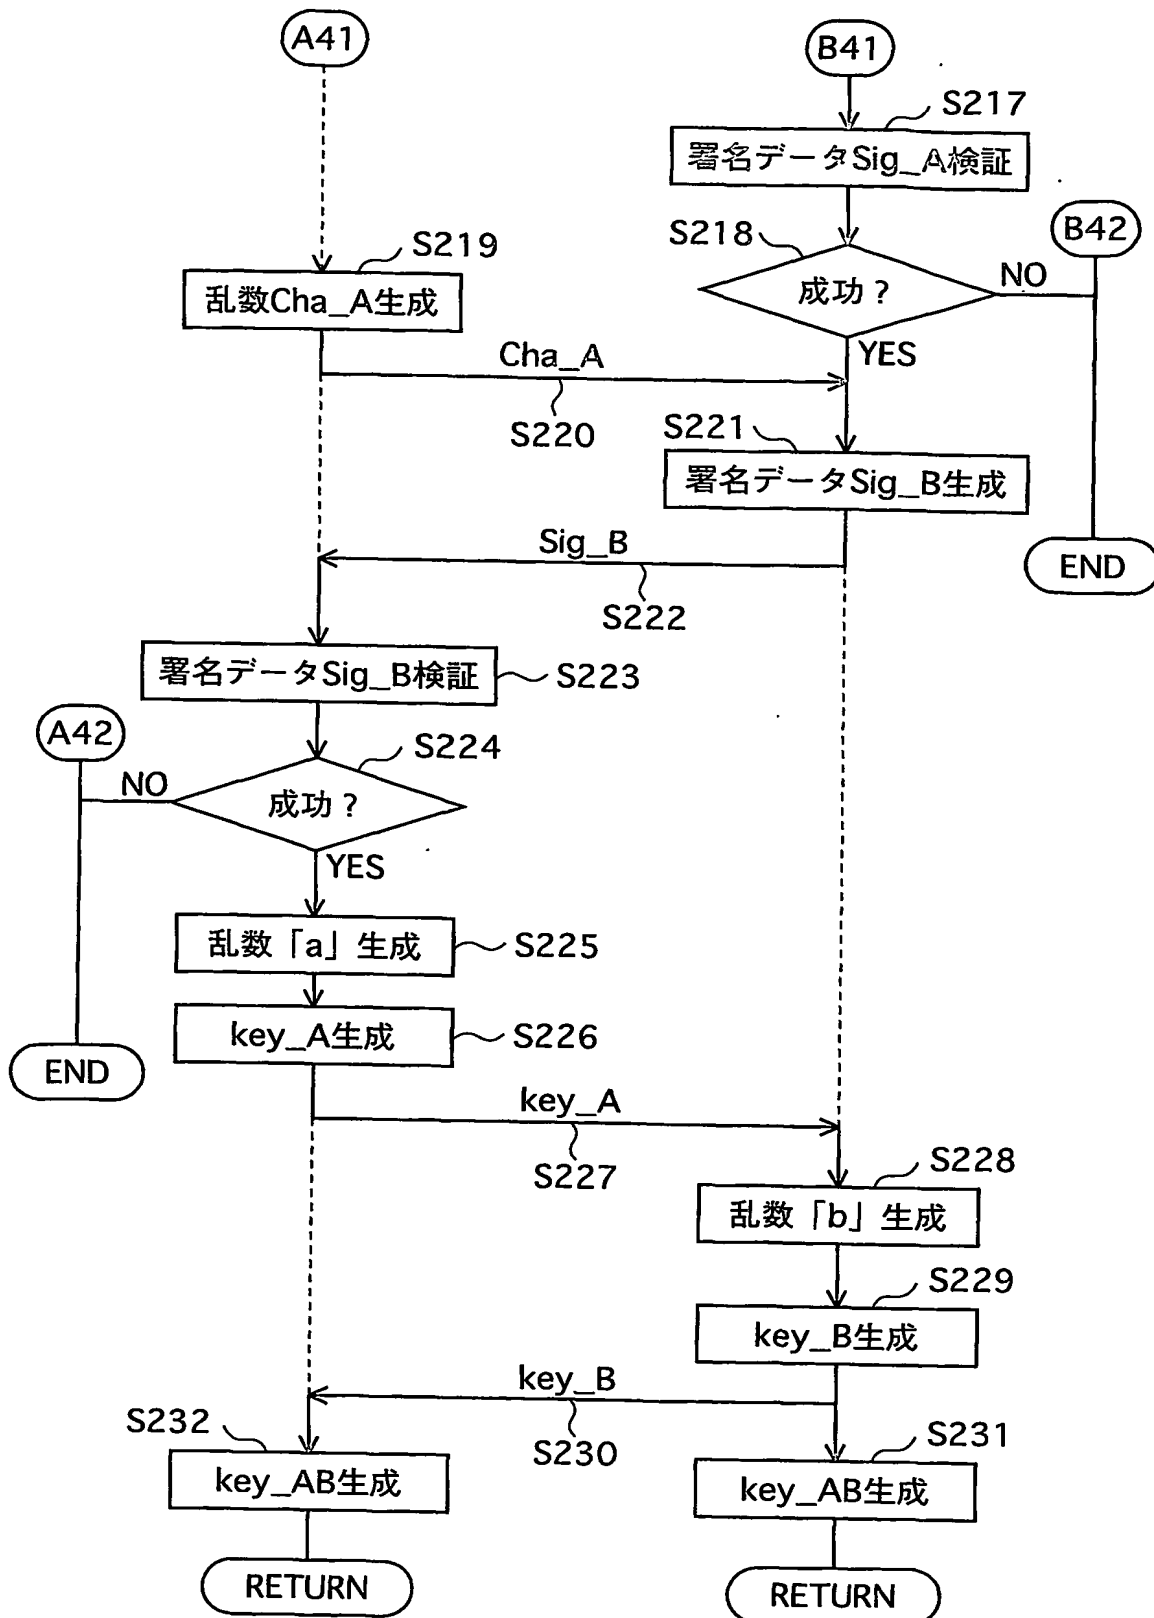 A41
B41
S217
署名データSig_A検証
B42
S218
S219
成功?
NO
乱数Cha_A生成
YES
Cha_A
S220
S221
署名データSig_B生成
Sig_B
S222
END
署名データSig_B検証
S223
A42
S224
NO
成功?
YES
乱数「a」生成
S225
key_A生成
S226
END
key_A
S227
S228
乱数「b」生成
S229
key_B生成
key_B
S230
S232
S231
key_AB生成
key_AB生成
RETURN
RETURN